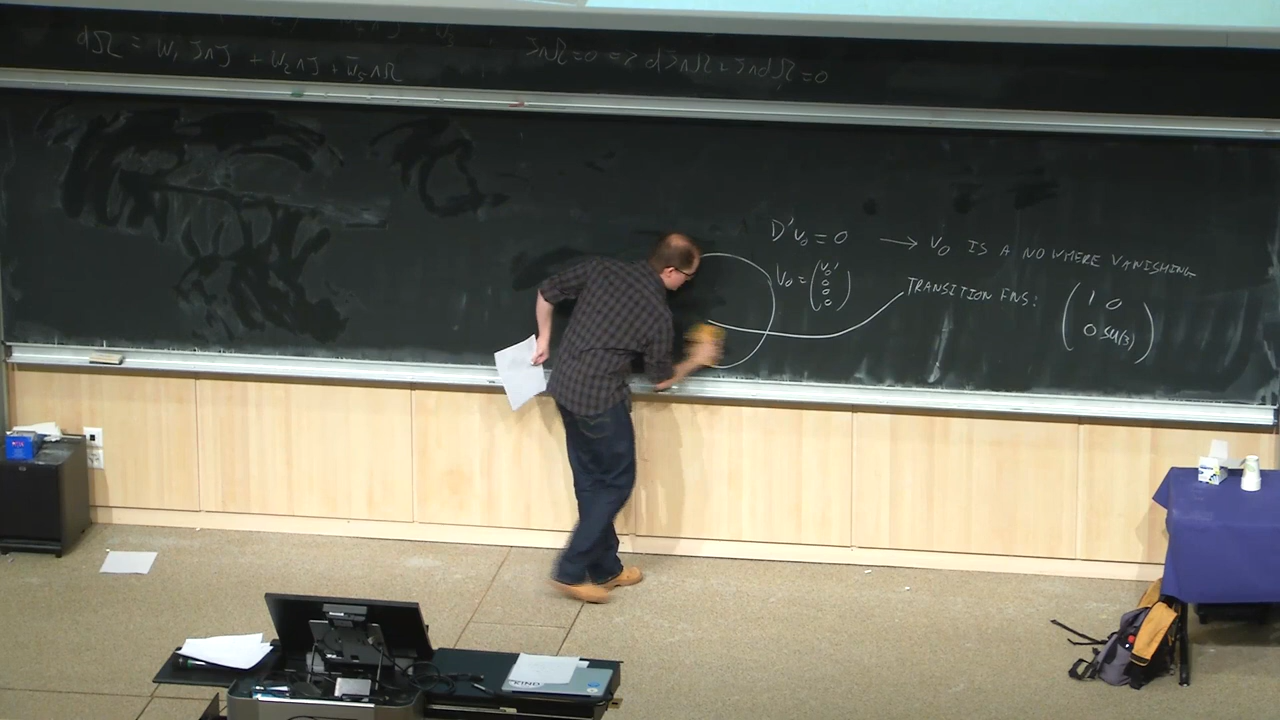 dΩ = W₁ J∧J + W₂∧J + W̄₅∧Ω
J∧Ω=0 => dJ∧Ω + J∧dΩ = 0
D'v₀ = 0 → v₀ IS A NOWHERE VANISHING
v₀ = (v₀' 0 0 0)
TRANSITION FNS: (1 0
0 SU(3))